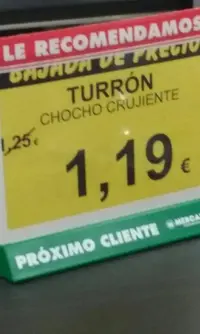 LE RECOMENDAMOS
BAJADA DE PRECIO
TURRÓN
CHOCHO CRUJIENTE
1,25€
1,19 €
PRÓXIMO CLIENTE